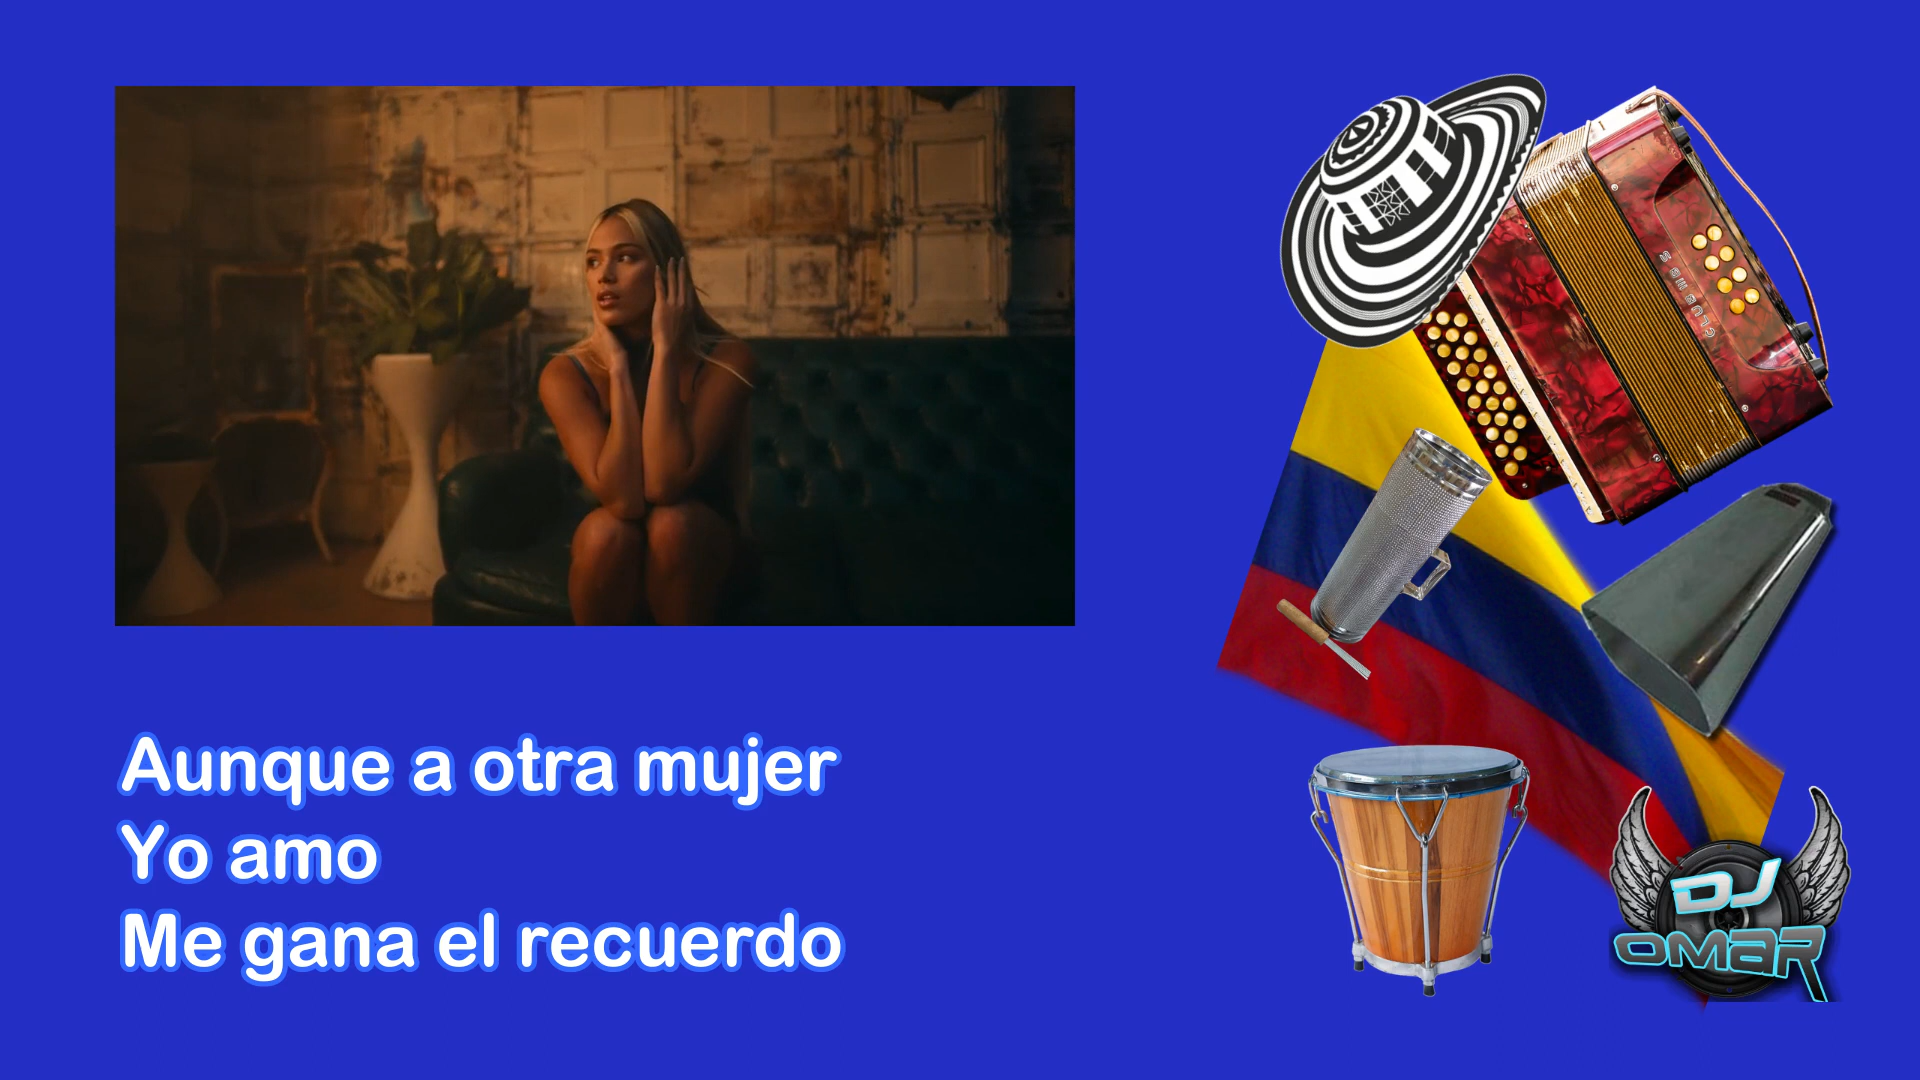 Aunque a otra mujer
Yo amo
Me gana el recuerdo
DJ
OMAR